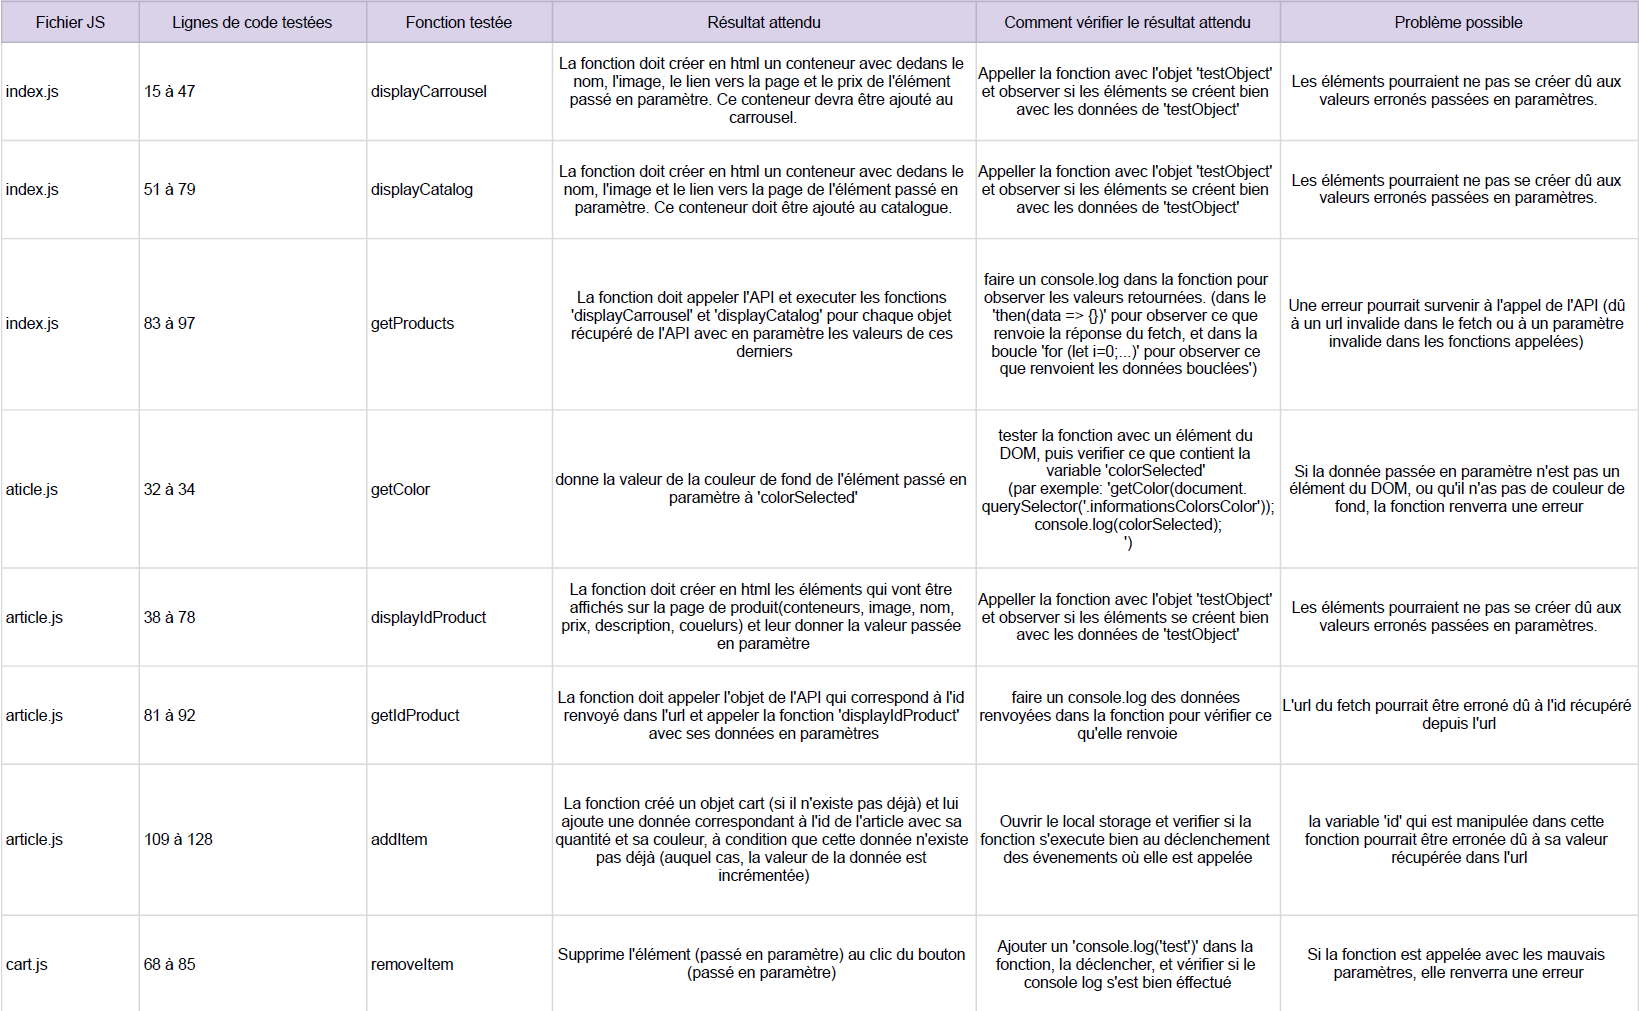 Fichier JS
Lignes de code testées
Fonction testée
Résultat attendu
Comment vérifier le résultat attendu
Problème possible
index.js
15 à 47
displayCarrousel
La fonction doit créer en html un conteneur avec dedans le
nom, l'image, le lien vers la page et le prix de l'élément
passé en paramètre. Ce conteneur devra être ajouté au
carrousel.
Appeller la fonction avec l'objet 'testObject'
et observer si les éléments se créent bien
avec les données de 'testObject'
Les éléments pourraient ne pas se créer dû aux
valeurs erronés passées en paramètres.
index.js
51 à 79
displayCatalog
La fonction doit créer en html un conteneur avec dedans le
nom, l'image et le lien vers la page de l'élément passé en
paramètre. Ce conteneur doit être ajouté au catalogue.
Appeller la fonction avec l'objet 'testObject'
et observer si les éléments se créent bien
avec les données de 'testObject'
Les éléments pourraient ne pas se créer dû aux
valeurs erronés passées en paramètres.
index.js
83 à 97
getProducts
La fonction doit appeler l'API et executer les fonctions
'displayCarrousel' et 'displayCatalog' pour chaque objet
récupéré de l'API avec en paramètre les valeurs de ces
derniers
faire un console.log dans la fonction pour
observer les valeurs retournées. (dans le
'then(data => {})' pour observer ce que
renvoie la réponse du fetch, et dans la
boucle 'for (let i=0;...)' pour observer ce
que renvoient les données bouclées')
Une erreur pourrait survenir à l'appel de l'API (dû
à un url invalide dans le fetch ou à un paramètre
invalide dans les fonctions appelées)
aticle.js
32 à 34
getColor
donne la valeur de la couleur de fond de l'élément passé en
paramètre à 'colorSelected'
tester la fonction avec un élément du
DOM, puis verifier ce que contient la
variable 'colorSelected'
(par exemple: 'getColor(document.
querySelector('.informationsColorsColor'));
console.log(colorSelected);
')
Si la donnée passée en paramètre n'est pas un
élément du DOM, ou qu'il n'as pas de couleur de
fond, la fonction renverra une erreur
article.js
38 à 78
displayIdProduct
La fonction doit créer en html les éléments qui vont être
affichés sur la page de produit(conteneurs, image, nom,
prix, description, couelurs) et leur donner la valeur passée
en paramètre
Appeller la fonction avec l'objet 'testObject'
et observer si les éléments se créent bien
avec les données de 'testObject'
Les éléments pourraient ne pas se créer dû aux
valeurs erronés passées en paramètres.
article.js
81 à 92
getIdProduct
La fonction doit appeler l'objet de l'API qui correspond à l'id
renvoyé dans l'url et appeler la fonction 'displayIdProduct'
avec ses données en paramètres
faire un console.log des données
renvoyées dans la fonction pour vérifier ce
qu'elle renvoie
L'url du fetch pourrait être erroné dû à l'id récupéré
depuis l'url
article.js
109 à 128
addItem
La fonction créé un objet cart (si il n'existe pas déjà) et lui
ajoute une donnée correspondant à l'id de l'article avec sa
quantité et sa couleur, à condition que cette donnée n'existe
pas déjà (auquel cas, la valeur de la donnée est
incrémentée)
Ouvrir le local storage et verifier si la
fonction s'execute bien au déclenchement
des évenements où elle est appelée
la variable 'id' qui est manipulée dans cette
fonction pourrait être erronée dû à sa valeur
récupérée dans l'url
cart.js
68 à 85
removeItem
Supprime l'élément (passé en paramètre) au clic du bouton
(passé en paramètre)
Ajouter un 'console.log('test')' dans la
fonction, la déclencher, et vérifier si le
console log s'est bien éffectué
Si la fonction est appelée avec les mauvais
paramètres, elle renverra une erreur